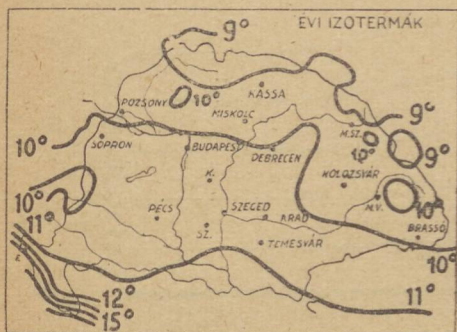 ÉVI IZOTERMÁK
9°
KASSA
10°
POZSONY
MISKOLC
M.SZ.
9°
10°
10°
SOPRON
BUDAPEST
DEBRECEN
9°
KOLOZSVÁR
10°
K.
M.V.
10°
11°
PÉCS
SZEGED
ARAD
SZ.
TEMESVÁR
BRASSÓ
10°
12°
11°
15°